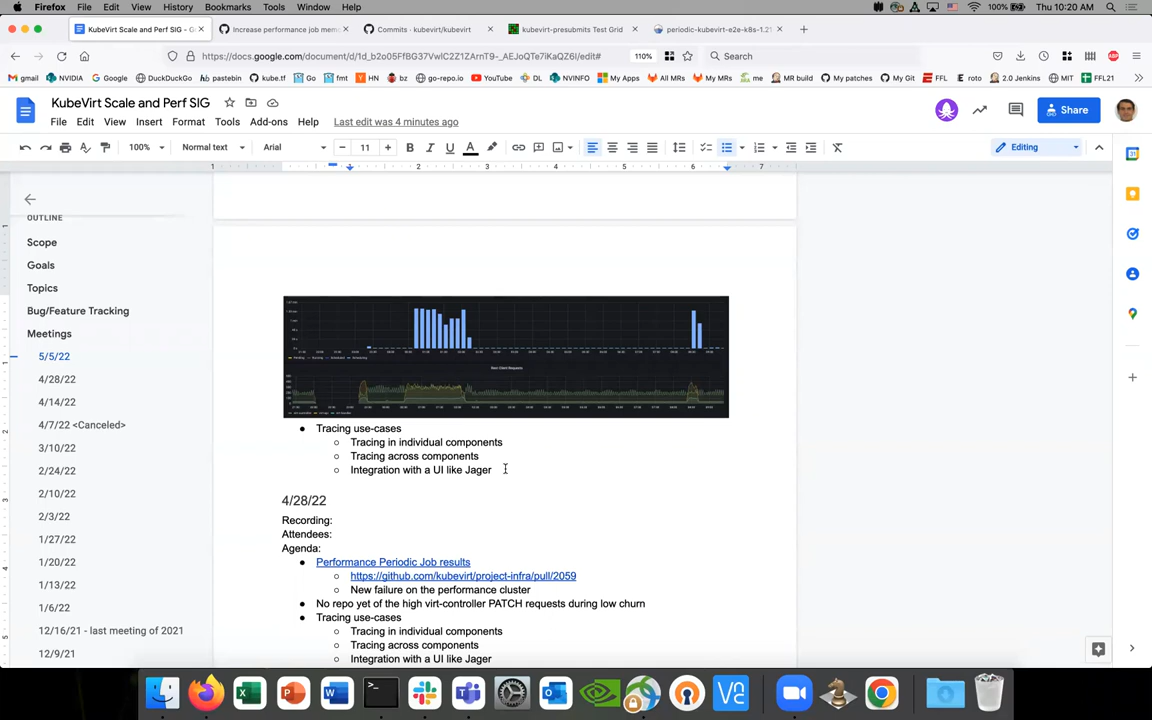 Firefox File Edit View History Bookmarks Tools Window Help 100% Thu 10:20 AM
KubeVirt Scale and Perf SIG - G Increase performance job mem Commits · kubevirt/kubevirt kubevirt-presubmits Test Grid periodic-kubevirt-e2e-k8s-1.21
110% Search
gmail NVIDIA Google DuckDuckGo pastebin kube.tf Go fmt HN bz go-repo.io YouTube DL NVINFO My Apps All MRs My MRs me MR build My patches My Git FFL roto 2.0 Jenkins MIT FFL21
KubeVirt Scale and Perf SIG
File Edit View Insert Format Tools Add-ons Help Last edit was 4 minutes ago
Share
100% Normal text Arial 11 Editing
1 1 2 3 4 5 6 7
OUTLINE
Scope
Goals
Topics
Bug/Feature Tracking
Meetings
5/5/22
4/28/22
4/14/22
4/7/22 <Canceled>
3/10/22
2/24/22
2/10/22
2/3/22
1/27/22
1/20/22
1/13/22
1/6/22
12/16/21 - last meeting of 2021
12/9/21
● Tracing use-cases
○ Tracing in individual components
○ Tracing across components
○ Integration with a UI like Jager
4/28/22
Recording:
Attendees:
Agenda:
● Performance Periodic Job results
○ https://github.com/kubevirt/project-infra/pull/2059
○ New failure on the performance cluster
● No repo yet of the high virt-controller PATCH requests during low churn
● Tracing use-cases
○ Tracing in individual components
○ Tracing across components
○ Integration with a UI like Jager